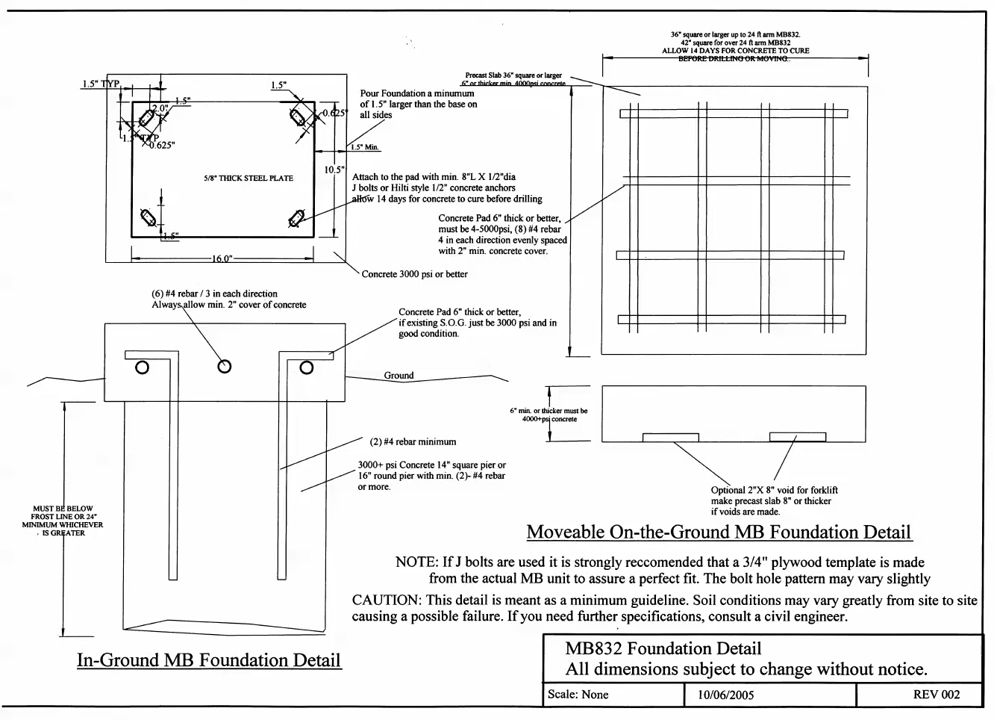 36" square or larger up to 24 ft arm MB832.
42" square for over 24 ft arm MB832
ALLOW 14 DAYS FOR CONCRETE TO CURE
BEFORE DRILLING OR MOVING.
Precast Slab 36" square or larger
6" or thicker min. 4000psi concrete
1.5" TYP
1.5"
2.0"
1.5"
1.5" TYP
0.625"
0.625"
Pour Foundation a minumum
of 1.5" larger than the base on
all sides
1.5" Min.
10.5"
5/8" THICK STEEL PLATE
Attach to the pad with min. 8"L X 1/2"dia
J bolts or Hilti style 1/2" concrete anchors
allow 14 days for concrete to cure before drilling
Concrete Pad 6" thick or better,
must be 4-5000psi, (8) #4 rebar
4 in each direction evenly spaced
with 2" min. concrete cover.
1.5"
16.0"
Concrete 3000 psi or better
(6) #4 rebar / 3 in each direction
Always allow min. 2" cover of concrete
Concrete Pad 6" thick or better,
if existing S.O.G. just be 3000 psi and in
good condition.
Ground
6" min. or thicker must be
4000+psi concrete
(2) #4 rebar minimum
3000+ psi Concrete 14" square pier or
16" round pier with min. (2)- #4 rebar
or more.
MUST BE BELOW
FROST LINE OR 24"
MINIMUM WHICHEVER
IS GREATER
Optional 2"X 8" void for forklift
make precast slab 8" or thicker
if voids are made.
Moveable On-the-Ground MB Foundation Detail
NOTE: If J bolts are used it is strongly reccomended that a 3/4" plywood template is made
from the actual MB unit to assure a perfect fit. The bolt hole pattern may vary slightly
CAUTION: This detail is meant as a minimum guideline. Soil conditions may vary greatly from site to site
causing a possible failure. If you need further specifications, consult a civil engineer.
In-Ground MB Foundation Detail
MB832 Foundation Detail
All dimensions subject to change without notice.
Scale: None
10/06/2005
REV 002